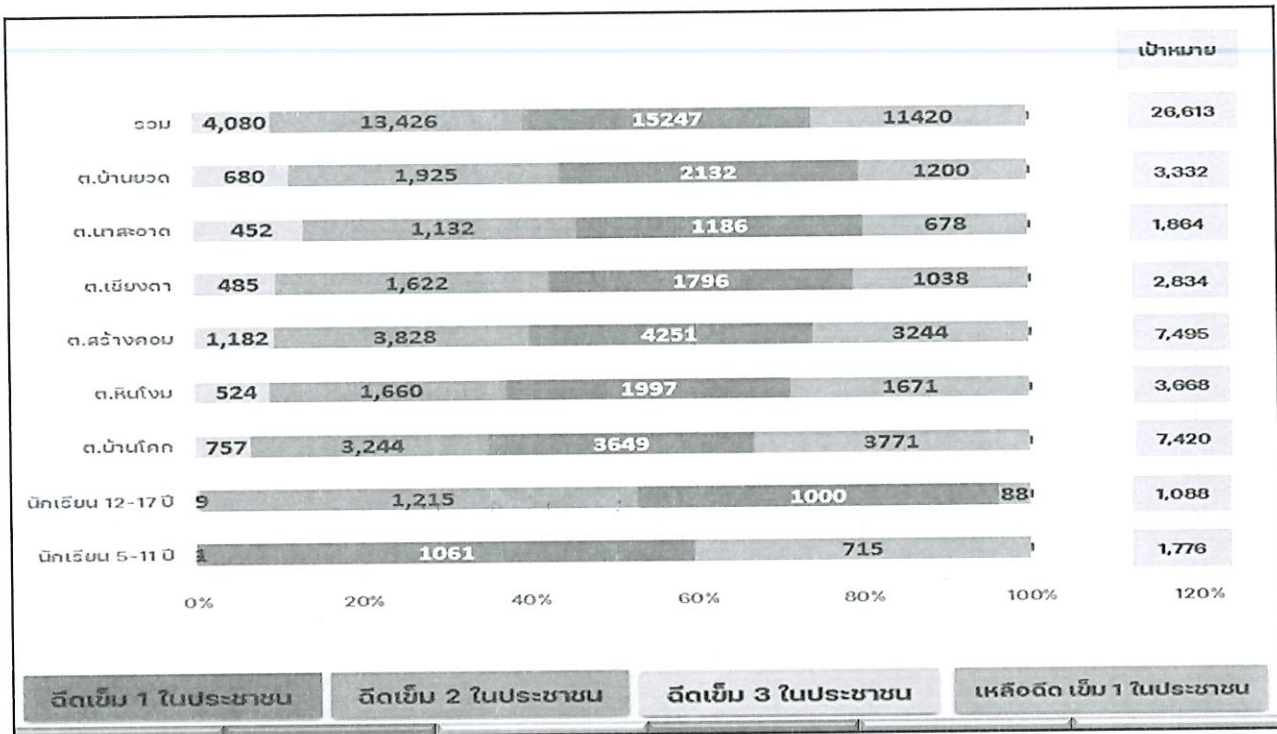 เป้าหมาย
รวม 4,080 13,426 15247 11420 26,613
ต.บ้านยวด 680 1,925 2132 1200 3,332
ต.นาสะอาด 452 1,132 1186 678 1,864
ต.เชียงดา 485 1,622 1796 1038 2,834
ต.สร้างคอม 1,182 3,828 4251 3244 7,495
ต.หินโงม 524 1,660 1997 1671 3,668
ต.บ้านโคก 757 3,244 3649 3771 7,420
นักเรียน 12-17 ปี 9 1,215 1000 88 1,088
นักเรียน 5-11 ปี 1061 715 1,776
0% 20% 40% 60% 80% 100% 120%
ฉีดเข็ม 1 ในประชาชน ฉีดเข็ม 2 ในประชาชน ฉีดเข็ม 3 ในประชาชน เหลือฉีด เข็ม 1 ในประชาชน